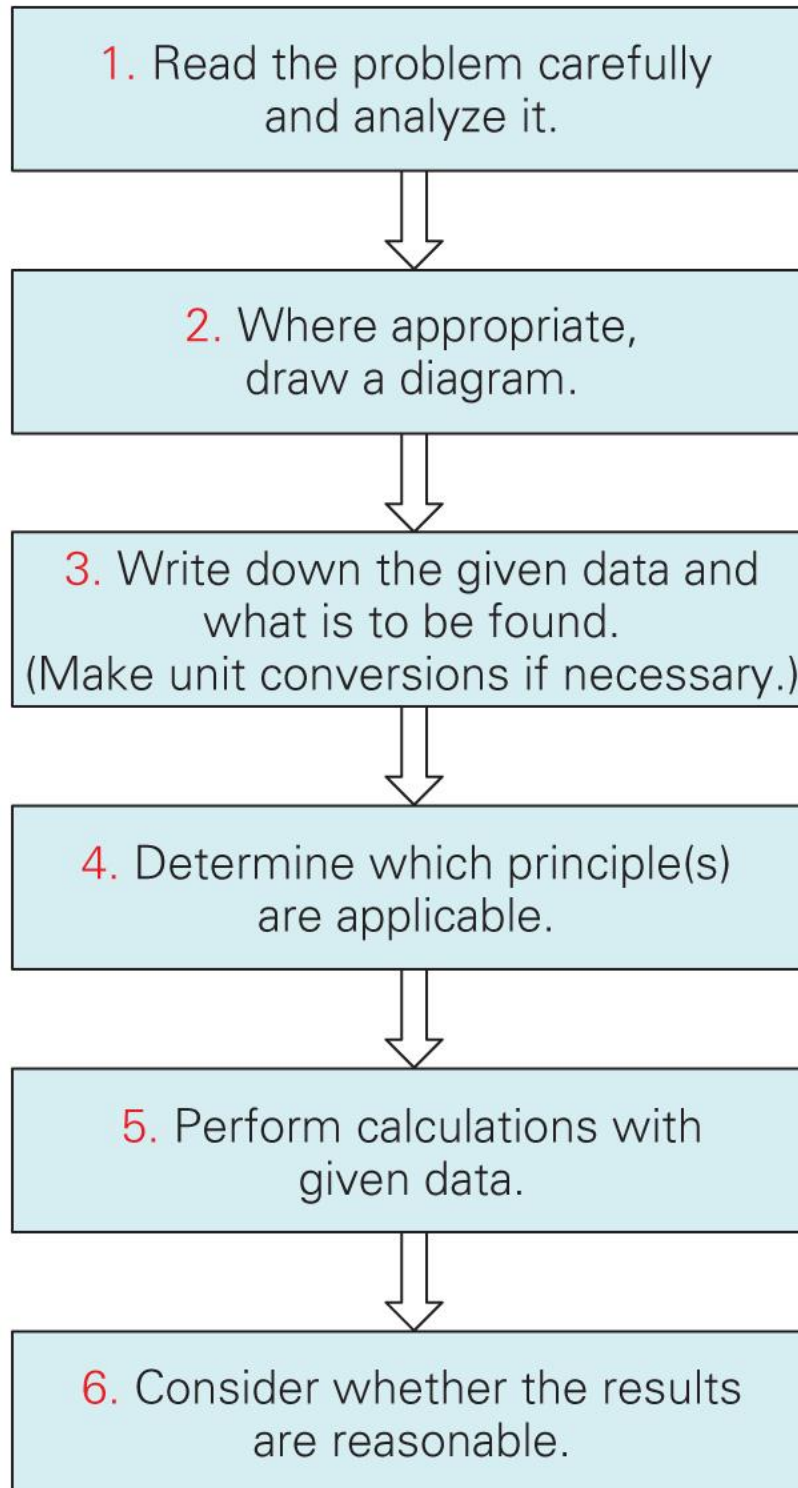 1. Read the problem carefully
and analyze it.
2. Where appropriate,
draw a diagram.
3. Write down the given data and
what is to be found.
(Make unit conversions if necessary.)
4. Determine which principle(s)
are applicable.
5. Perform calculations with
given data.
6. Consider whether the results
are reasonable.